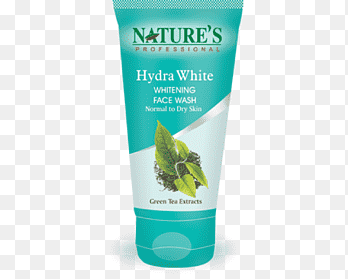 NATURE'S
PROFESSIONAL
Hydra White
WHITENING
FACE WASH
Normal to Dry Skin
Green Tea Extracts